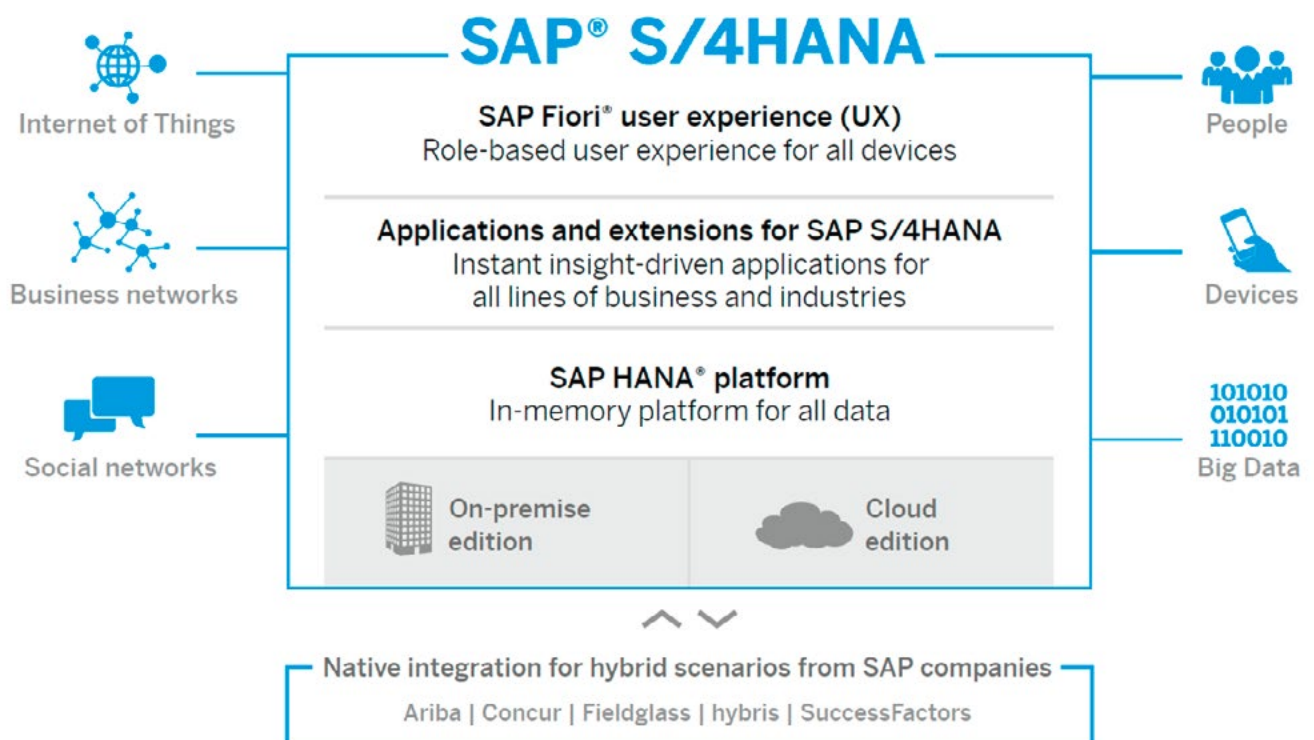 SAP® S/4HANA
Internet of Things
Business networks
Social networks
SAP Fiori® user experience (UX)
Role-based user experience for all devices
Applications and extensions for SAP S/4HANA
Instant insight-driven applications for
all lines of business and industries
SAP HANA® platform
In-memory platform for all data
On-premise
edition
Cloud
edition
People
Devices
101010
010101
110010
Big Data
Native integration for hybrid scenarios from SAP companies
Ariba | Concur | Fieldglass | hybris | SuccessFactors